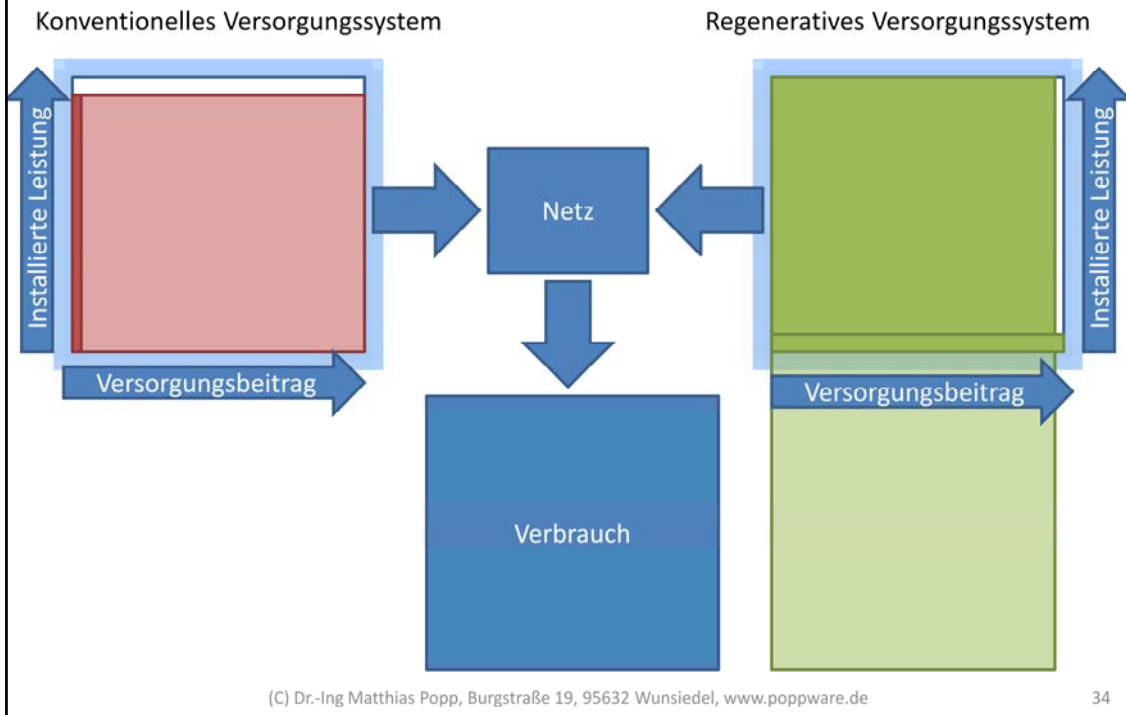 Konventionelles Versorgungssystem
Regeneratives Versorgungssystem
Installierte Leistung
Versorgungsbeitrag
Netz
Verbrauch
Installierte Leistung
Versorgungsbeitrag
(C) Dr.-Ing Matthias Popp, Burgstraße 19, 95632 Wunsiedel, www.poppware.de
34